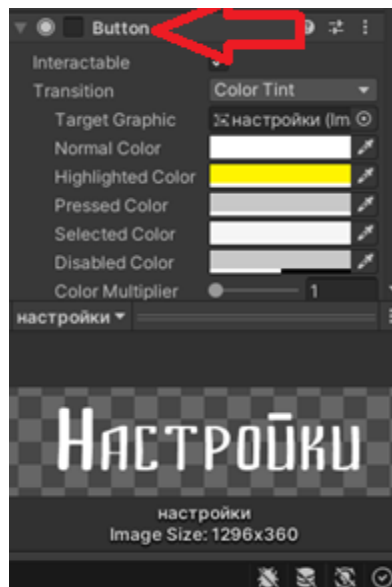 Button
Interactable
Transition Color Tint
Target Graphic настройки (Im
Normal Color
Highlighted Color
Pressed Color
Selected Color
Disabled Color
Color Multiplier 1
настройки
Настройки
настройки
Image Size: 1296x360